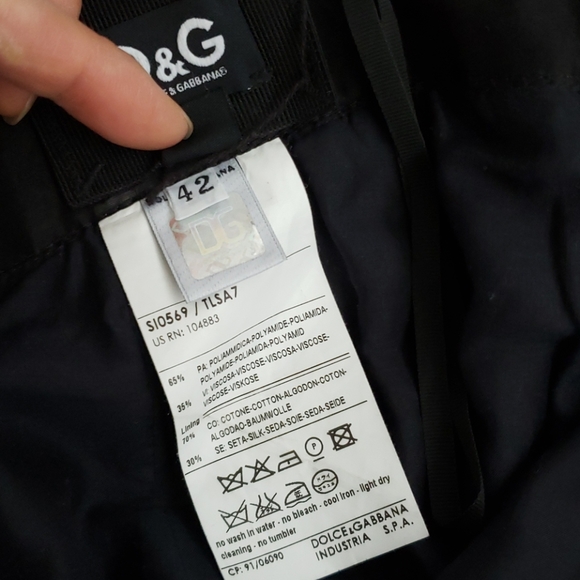 D&G
& GABBANA
42
NA
DG
SI0569 / TLSA7
US RN: 104883
65% PA: POLIAMMIDICA-POLYAMIDE-POLIAMIDA-
POLYAMIDE-POLIAMIDA-POLYAMID
35% VI: VISCOSA-VISCOSE-VISCOSA-VISCOSE-
VISCOSE-VISKOSE
Lining
70% CO: COTONE-COTTON-ALGODON-COTON-
ALGODAO-BAUMWOLLE
30% SE: SETA-SILK-SEDA-SOIE-SEDA-SEIDE
P
no wash in water - no bleach - cool iron - light dry
cleaning - no tumbler
CP: 91/06090
DOLCE&GABBANA
INDUSTRIA S.P.A.